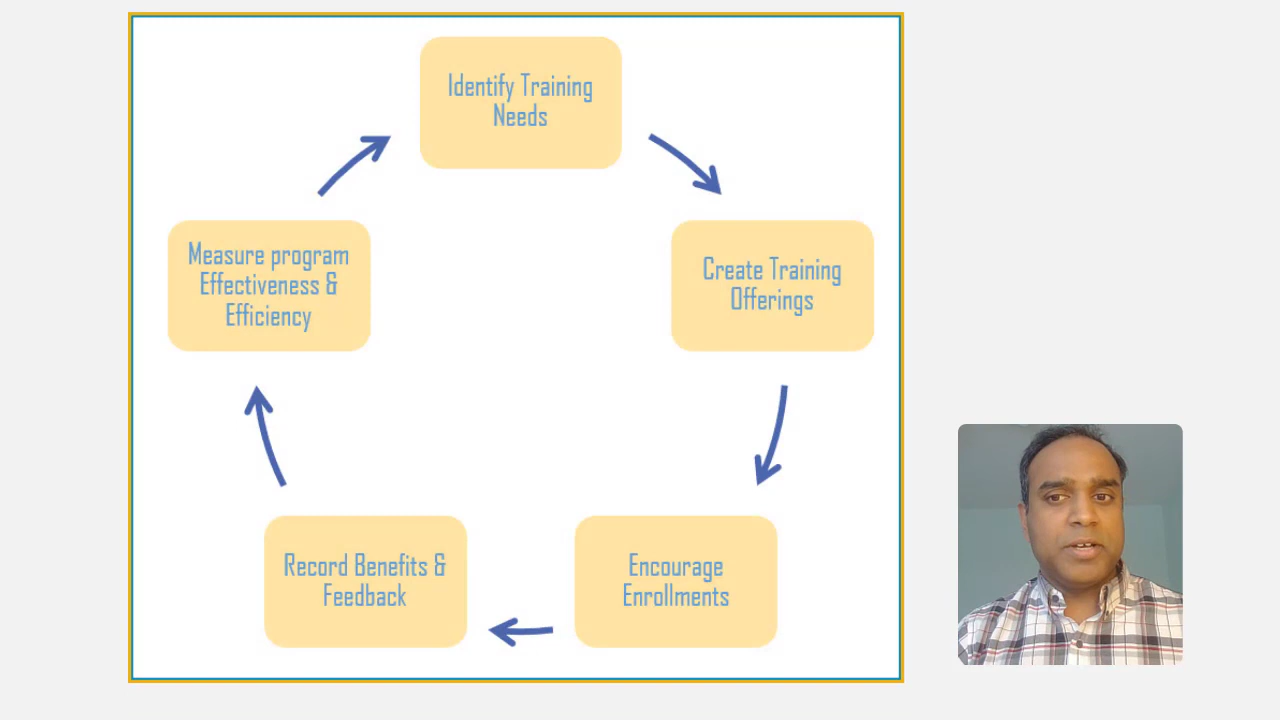 Identify Training
Needs
Create Training
Offerings
Encourage
Enrollments
Record Benefits &
Feedback
Measure program
Effectiveness &
Efficiency